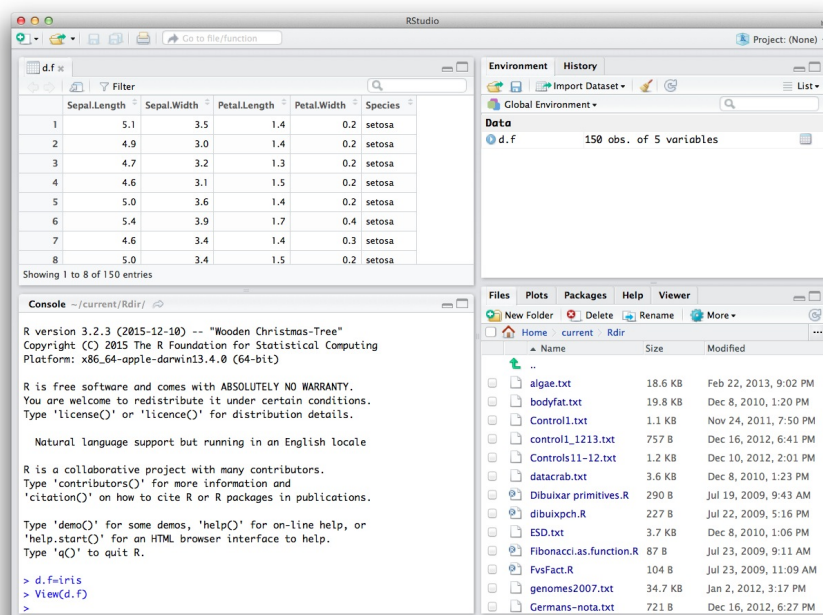 RStudio
Go to file/function
Project: (None)
d.f
Filter
Sepal.Length Sepal.Width Petal.Length Petal.Width Species
1 5.1 3.5 1.4 0.2 setosa
2 4.9 3.0 1.4 0.2 setosa
3 4.7 3.2 1.3 0.2 setosa
4 4.6 3.1 1.5 0.2 setosa
5 5.0 3.6 1.4 0.2 setosa
6 5.4 3.9 1.7 0.4 setosa
7 4.6 3.4 1.4 0.3 setosa
8 5.0 3.4 1.5 0.2 setosa
Showing 1 to 8 of 150 entries
Console ~/current/Rdir/
R version 3.2.3 (2015-12-10) -- "Wooden Christmas-Tree"
Copyright (C) 2015 The R Foundation for Statistical Computing
Platform: x86_64-apple-darwin13.4.0 (64-bit)
R is free software and comes with ABSOLUTELY NO WARRANTY.
You are welcome to redistribute it under certain conditions.
Type 'license()' or 'licence()' for distribution details.
Natural language support but running in an English locale
R is a collaborative project with many contributors.
Type 'contributors()' for more information and
'citation()' on how to cite R or R packages in publications.
Type 'demo()' for some demos, 'help()' for on-line help, or
'help.start()' for an HTML browser interface to help.
Type 'q()' to quit R.
> d.f=iris
> View(d.f)
>
Environment History
Import Dataset List
Global Environment
Data
d.f 150 obs. of 5 variables
Files Plots Packages Help Viewer
New Folder Delete Rename More
Home current Rdir ...
Name Size Modified
..
algae.txt 18.6 KB Feb 22, 2013, 9:02 PM
bodyfat.txt 19.8 KB Dec 8, 2010, 1:20 PM
Control1.txt 1.1 KB Nov 24, 2011, 7:50 PM
control1_1213.txt 757 B Dec 16, 2012, 6:41 PM
Controls11-12.txt 1.2 KB Dec 10, 2012, 2:01 PM
datacrab.txt 3.6 KB Dec 8, 2010, 1:23 PM
Dibuixar primitives.R 290 B Jul 19, 2009, 9:43 AM
dibuixpch.R 227 B Jul 22, 2009, 5:16 PM
ESD.txt 3.7 KB Dec 8, 2010, 1:06 PM
Fibonacci.as.function.R 87 B Jul 23, 2009, 9:11 AM
FvsFact.R 104 B Jul 23, 2009, 11:09 AM
genomes2007.txt 34.7 KB Jan 2, 2012, 3:17 PM
Germans-nota.txt 721 B Dec 16, 2012, 6:27 PM